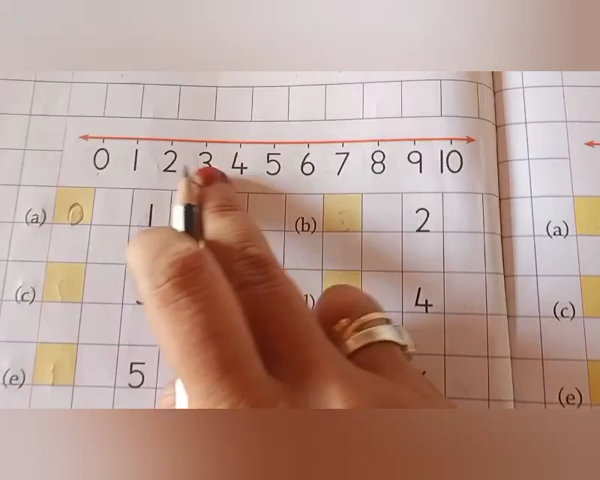 0 1 2 3 4 5 6 7 8 9 10
(a) 0 1 (b) 2 (a)
(c) 4 (c)
(e) 5 (e)